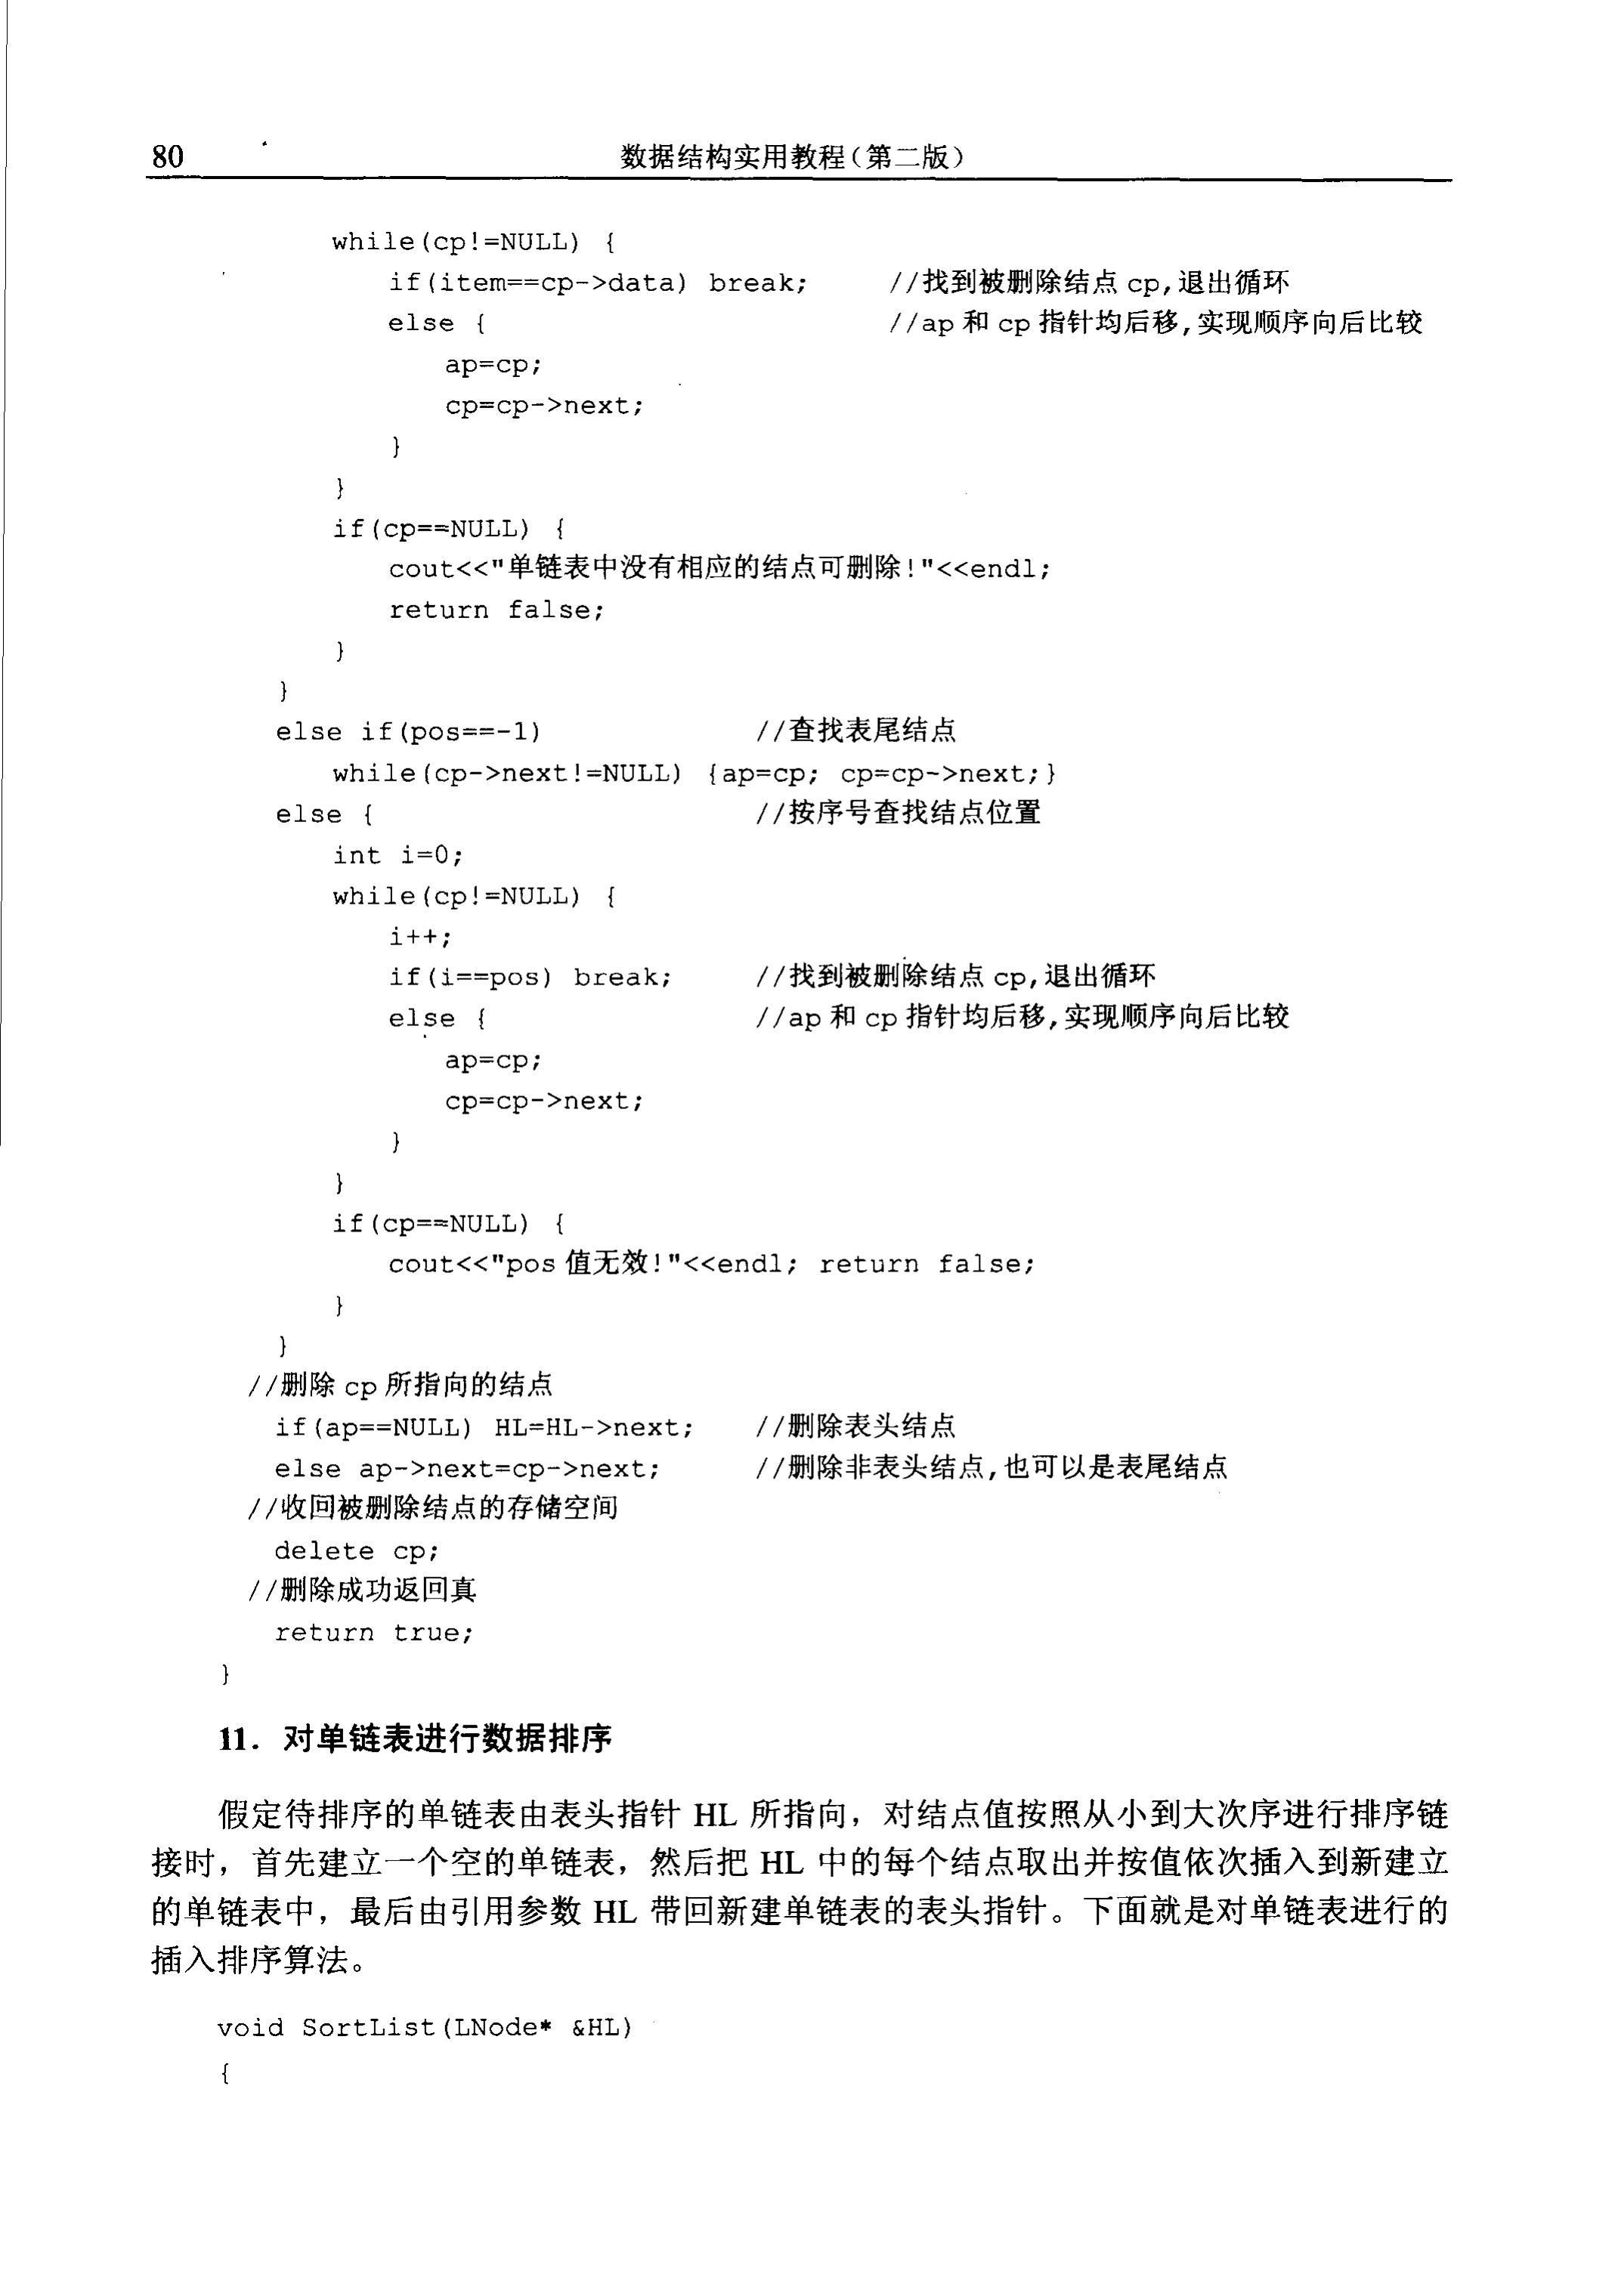 80 数据结构实用教程(第二版)
while(cp!=NULL) {
if(item==cp->data) break; //找到被删除结点 cp,退出循环
else { //ap 和 cp 指针均后移,实现顺序向后比较
ap=cp;
cp=cp->next;
}
}
if(cp==NULL) {
cout<<"单链表中没有相应的结点可删除!"<<endl;
return false;
}
}
else if(pos==-1) //查找表尾结点
while(cp->next!=NULL) {ap=cp; cp=cp->next;}
else { //按序号查找结点位置
int i=0;
while(cp!=NULL) {
i++;
if(i==pos) break; //找到被删除结点 cp,退出循环
else { //ap 和 cp 指针均后移,实现顺序向后比较
ap=cp;
cp=cp->next;
}
}
if(cp==NULL) {
cout<<"pos 值无效!"<<endl; return false;
}
}
//删除 cp 所指向的结点
if(ap==NULL) HL=HL->next; //删除表头结点
else ap->next=cp->next; //删除非表头结点,也可以是表尾结点
//收回被删除结点的存储空间
delete cp;
//删除成功返回真
return true;
}
11. 对单链表进行数据排序
假定待排序的单链表由表头指针 HL 所指向，对结点值按照从小到大次序进行排序链
接时，首先建立一个空的单链表，然后把 HL 中的每个结点取出并按值依次插入到新建立
的单链表中，最后由引用参数 HL 带回新建单链表的表头指针。下面就是对单链表进行的
插入排序算法。
void SortList(LNode* &HL)
{